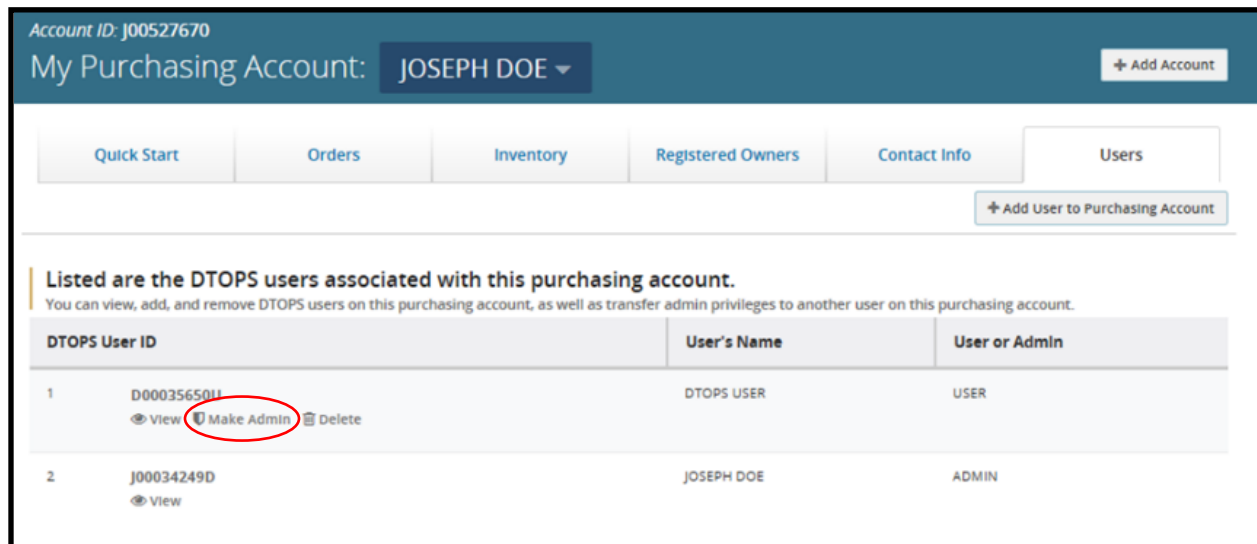 Account ID: J00527670
My Purchasing Account: JOSEPH DOE
+ Add Account
Quick Start Orders Inventory Registered Owners Contact Info Users
+ Add User to Purchasing Account
Listed are the DTOPS users associated with this purchasing account.
You can view, add, and remove DTOPS users on this purchasing account, as well as transfer admin privileges to another user on this purchasing account.
DTOPS User ID User's Name User or Admin
1 D00035650U DTOPS USER USER
View Make Admin Delete
2 J00034249D JOSEPH DOE ADMIN
View